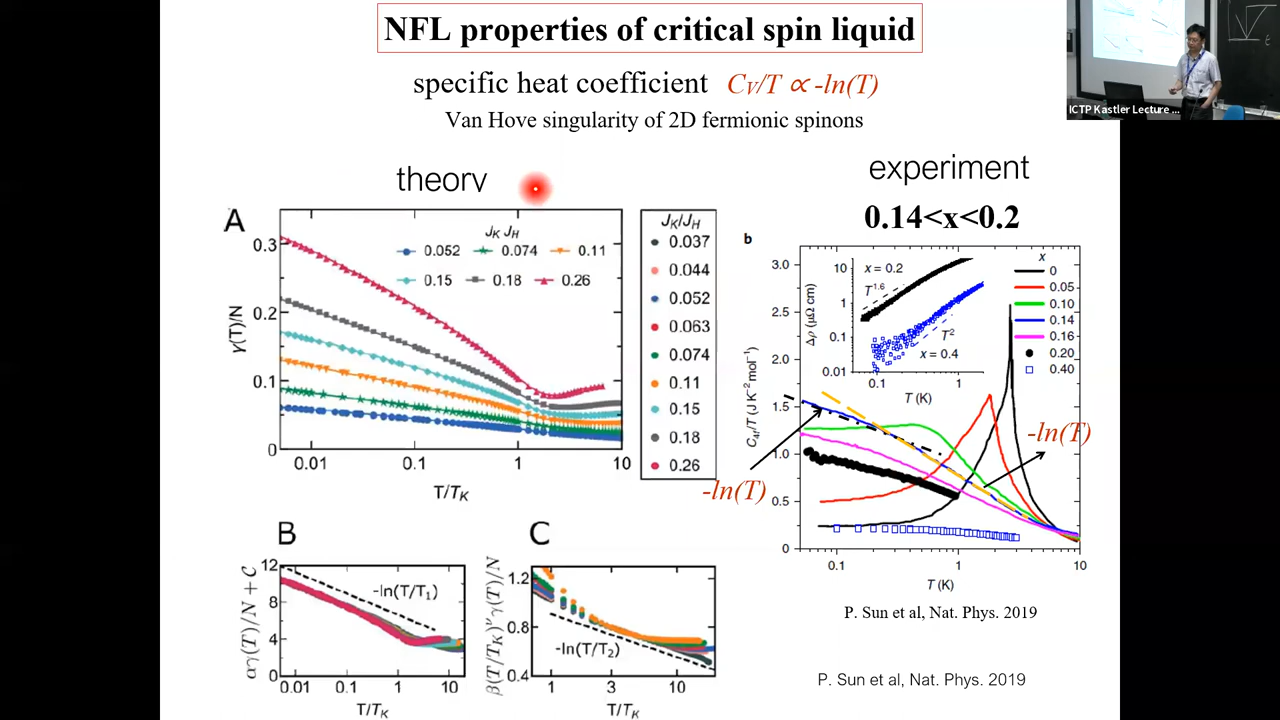 NFL properties of critical spin liquid
specific heat coefficient Cv/T ∝ -ln(T)
Van Hove singularity of 2D fermionic spinons
ICTP Kastler Lecture ...
theory
A
γ(T)/N
0.3
0.2
0.1
0
J_K J_H
0.052 0.074 0.11
0.15 0.18 0.26
0.01 0.1 1 10
T/T_K
J_K/J_H
0.037
0.044
0.052
0.063
0.074
0.11
0.15
0.18
0.26
experiment
0.14<x<0.2
b
C_4f/T (J K⁻² mol⁻¹)
3.0
2.5
2.0
1.5
1.0
0.5
0
Δρ (μΩ cm)
10
1
0.1
0.01
x = 0.2
T^1.6
T²
x = 0.4
0.1 1
T (K)
x
0
0.05
0.10
0.14
0.16
0.20
0.40
-ln(T)
-ln(T)
0.1 1 10
T (K)
P. Sun et al, Nat. Phys. 2019
P. Sun et al, Nat. Phys. 2019
B
αγ(T)/N + C
12
8
4
0
-ln(T/T₁)
0.01 0.1 1 10
T/T_K
C
β(T/T_K)^ν γ(T)/N
1.2
0.8
0.4
-ln(T/T₂)
1 3 10
T/T_K